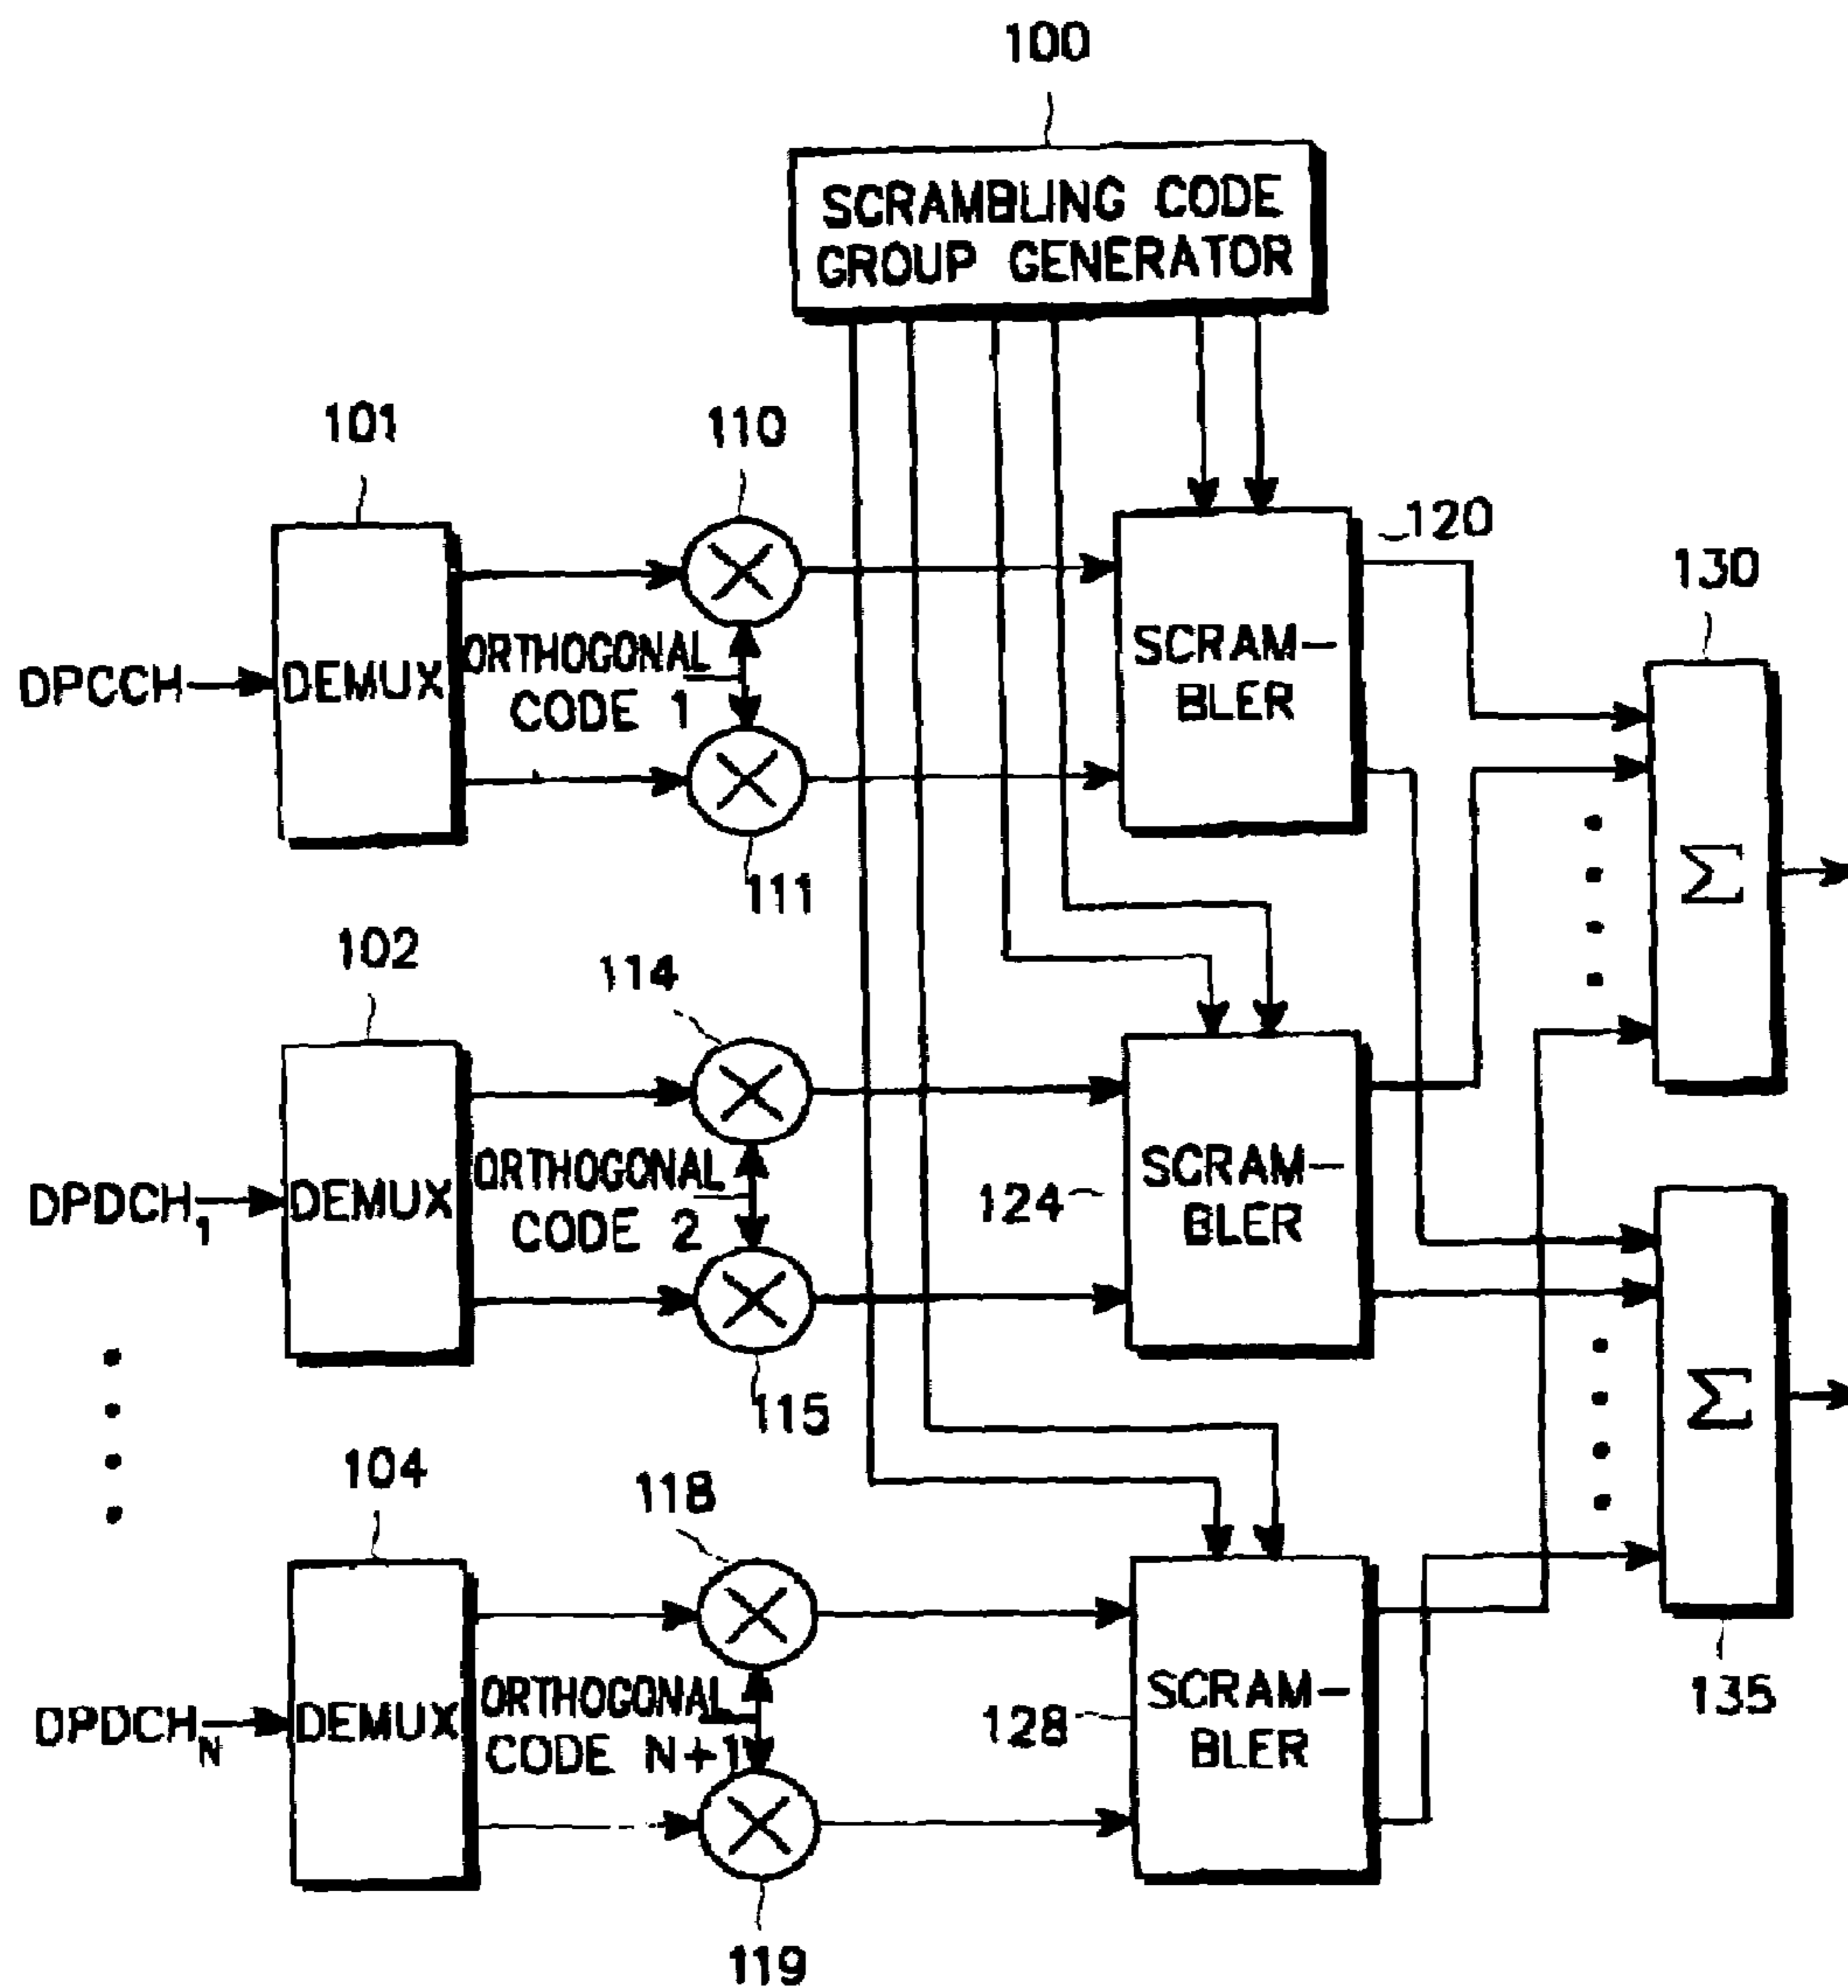 100
SCRAMBLING CODE
GROUP GENERATOR
101
110
120
130
DPCCH
DEMUX
ORTHOGONAL
CODE 1
SCRAM-
BLER
Σ
111
102
114
DPDCH1
DEMUX
ORTHOGONAL
CODE 2
124
SCRAM-
BLER
Σ
115
104
118
DPDCHN
DEMUX
ORTHOGONAL
CODE N+1
128
SCRAM-
BLER
135
119